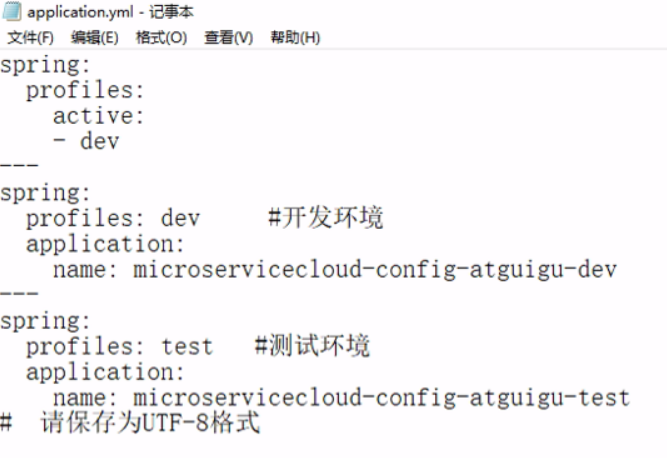 application.yml - 记事本
文件(F) 编辑(E) 格式(O) 查看(V) 帮助(H)
spring:
  profiles:
    active:
    - dev
---
spring:
  profiles: dev     #开发环境
  application:
    name: microservicecloud-config-atguigu-dev
---
spring:
  profiles: test   #测试环境
  application:
    name: microservicecloud-config-atguigu-test
#  请保存为UTF-8格式